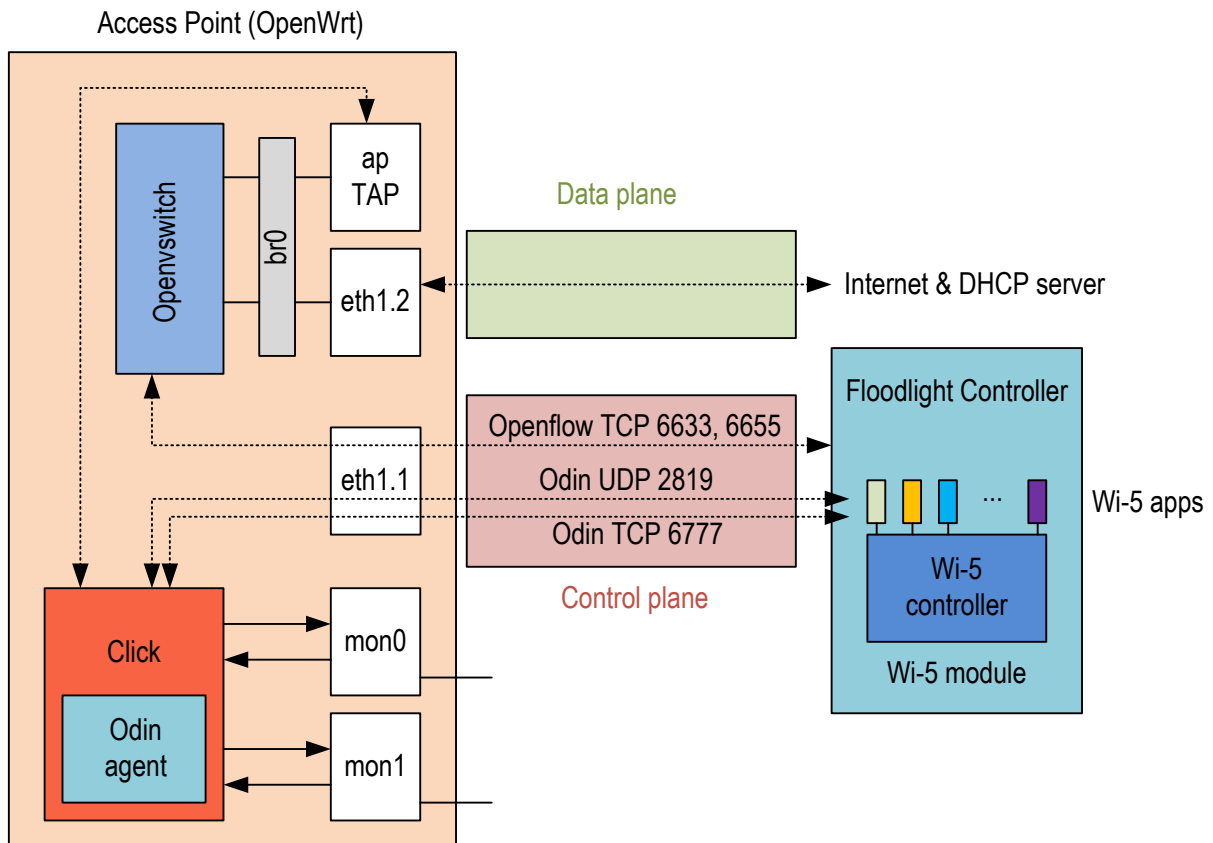 Access Point (OpenWrt)
Openvswitch
br0
ap
TAP
eth1.2
Data plane
Internet & DHCP server
eth1.1
Openflow TCP 6633, 6655
Odin UDP 2819
Odin TCP 6777
Control plane
Floodlight Controller
...
Wi-5 apps
Wi-5
controller
Wi-5 module
Click
Odin
agent
mon0
mon1